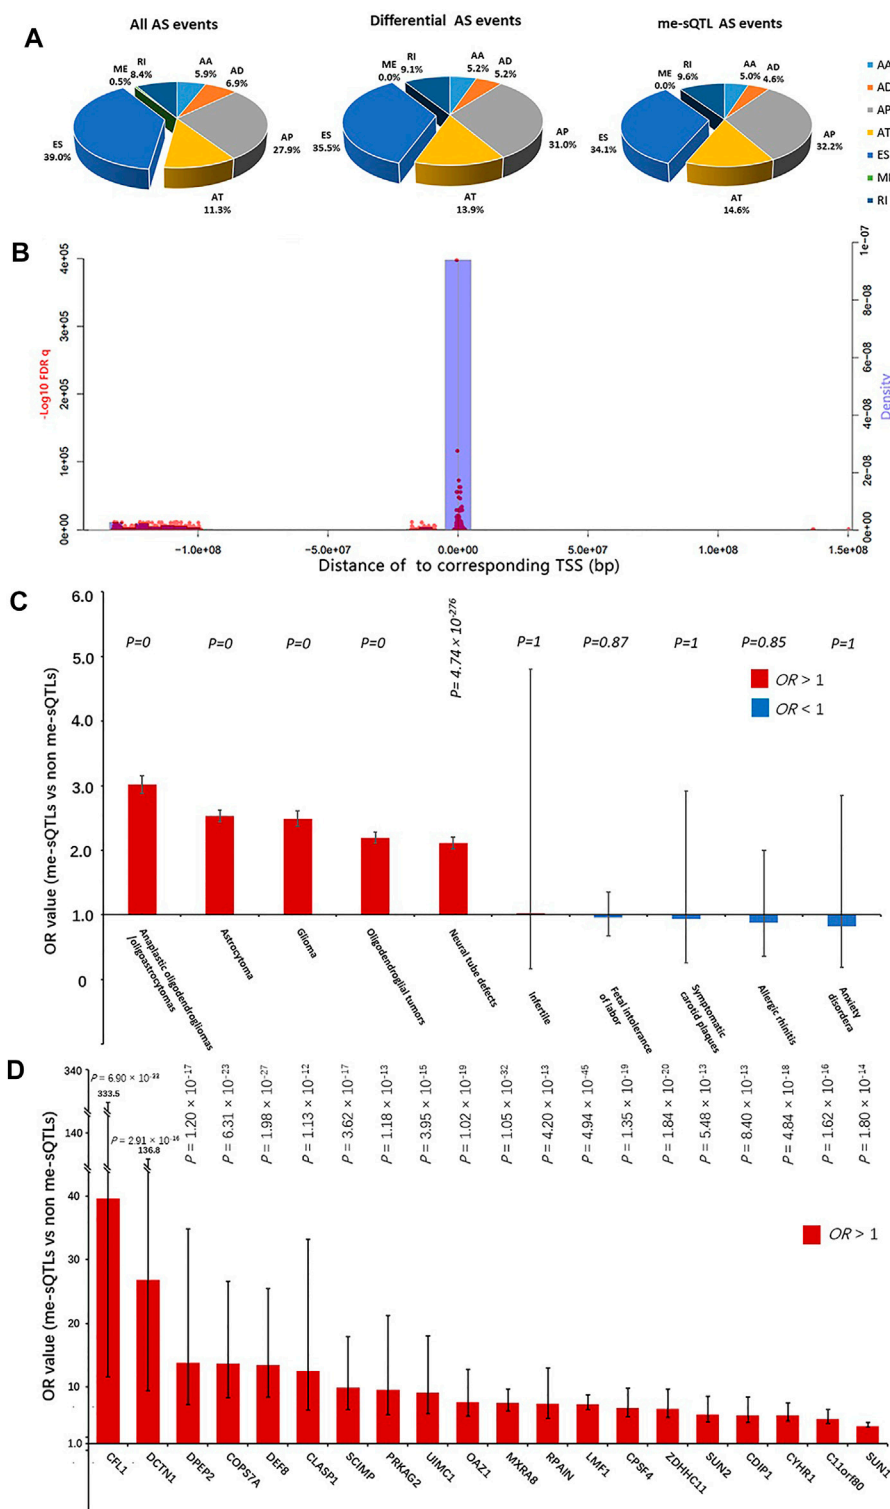 A
All AS events
Differential AS events
me-sQTL AS events
ME
0.5%
RI
8.4%
AA
5.9%
AD
6.9%
AP
27.9%
AT
11.3%
ES
39.0%
ME
0.0%
RI
9.1%
AA
5.2%
AD
5.2%
AP
31.0%
AT
13.9%
ES
35.5%
ME
0.0%
RI
9.6%
AA
5.0%
AD
4.6%
AP
32.2%
AT
14.6%
ES
34.1%
AA
AD
AP
AT
ES
RI
B
-Log10 FDR q
4e+05
3e+05
2e+05
1e+05
0e+00
1e-07
8e-08
6e-08
4e-08
2e-08
0e+00
Density
-1.0e+08
-5.0e+07
0.0e+00
5.0e+07
1.0e+08
1.5e+08
Distance of to corresponding TSS (bp)
C
OR value (me-sQTLs vs non me-sQTLs)
6.0
5.0
4.0
3.0
2.0
1.0
0
P=0
P=0
P=0
P=0
P= 4.74 × 10-276
P=1
P=0.87
P=1
P=0.85
P=1
OR > 1
OR < 1
Anaplastic oligodendrogliomas
/oligoastrocytomas
Astrocytoma
Glioma
Oligodendroglial tumors
Neural tube defects
Infertile
Fetal intolerance
of labor
Symptomatic
carotid plaques
Allergic rhinitis
Anxiety
disordera
D
OR value (me-sQTLs vs non me-sQTLs)
340
140
40
30
20
10
1.0
333.5
P = 2.91 × 10-16
136.8
P = 1.20 × 10-17
P = 6.31 × 10-23
P = 1.98 × 10-27
P = 1.13 × 10-12
P = 3.62 × 10-17
P = 1.18 × 10-13
P = 3.95 × 10-15
P = 1.02 × 10-19
P = 1.05 × 10-32
P = 4.20 × 10-13
P = 4.94 × 10-45
P = 1.35 × 10-19
P = 1.84 × 10-20
P = 5.48 × 10-13
P = 8.40 × 10-13
P = 4.84 × 10-18
P = 1.62 × 10-16
P = 1.80 × 10-14
OR > 1
CFL1
DCTN1
DPEP2
COPS7A
DEF8
CLASP1
SCIMP
PRKAG2
UIMC1
OAZ1
MXRA8
RPAIN
LMF1
CPSF4
ZDHHC11
SUN2
CDIP1
CYHR1
C11orf80
SUN1